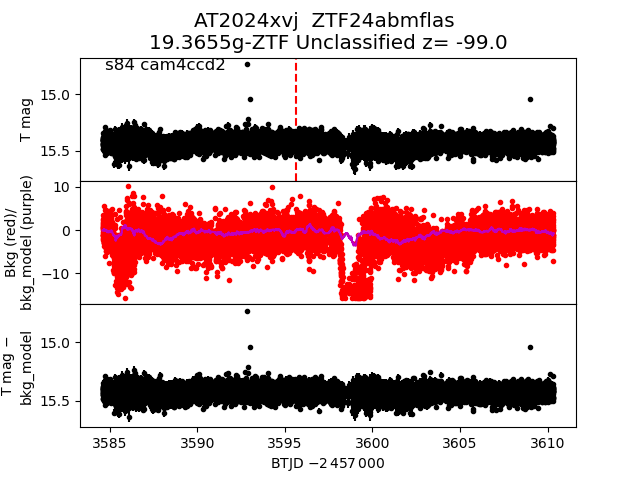 AT2024xvj  ZTF24abmflas
19.3655g-ZTF Unclassified z= -99.0
s84 cam4ccd2
T mag
15.0
15.5
Bkg (red)/
bkg_model (purple)
10
0
−10
T mag −
bkg_model
15.0
15.5
3585 3590 3595 3600 3605 3610
BTJD −2 457 000